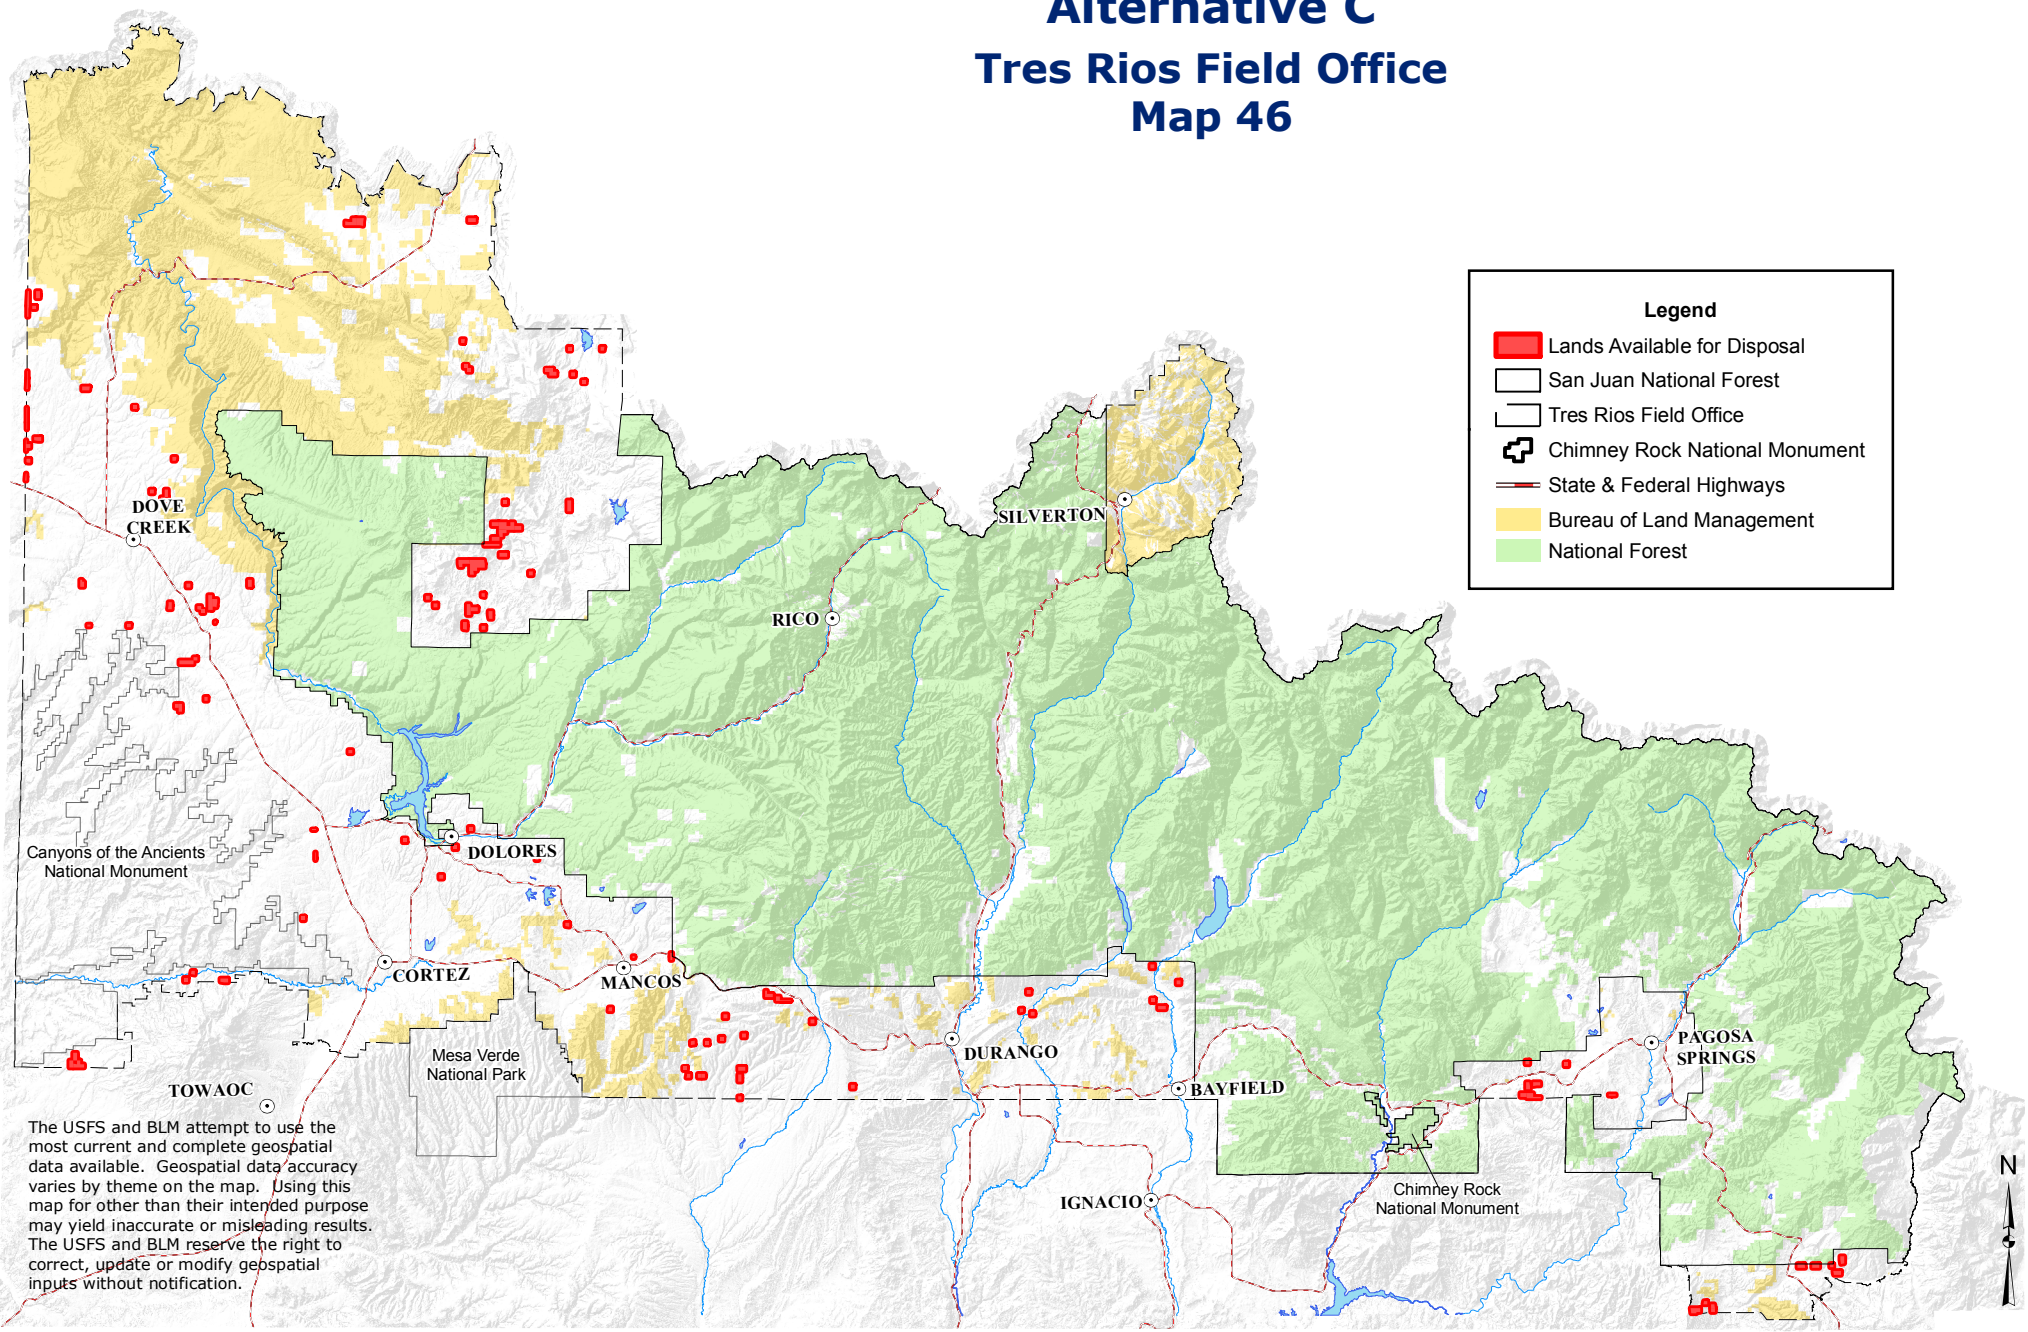 Alternative C
Tres Rios Field Office
Map 46
Legend
Lands Available for Disposal
San Juan National Forest
Tres Rios Field Office
Chimney Rock National Monument
State & Federal Highways
Bureau of Land Management
National Forest
DOVE
CREEK
SILVERTON
RICO
DOLORES
Canyons of the Ancients
National Monument
CORTEZ
MANCOS
DURANGO
PAGOSA
SPRINGS
Mesa Verde
National Park
TOWAOC
BAYFIELD
IGNACIO
Chimney Rock
National Monument
The USFS and BLM attempt to use the
most current and complete geospatial
data available. Geospatial data accuracy
varies by theme on the map. Using this
map for other than their intended purpose
may yield inaccurate or misleading results.
The USFS and BLM reserve the right to
correct, update or modify geospatial
inputs without notification.
N